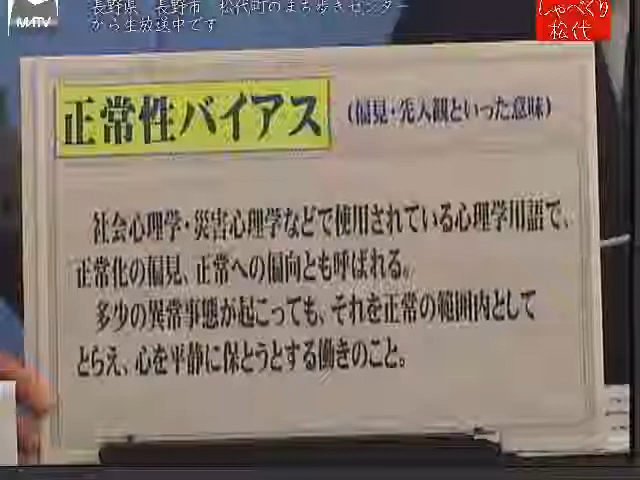 長野県 長野市 松代町のまち歩きセンター
から生放送中です
しゃべくり
松代
正常性バイアス (偏見・先入観といった意味)
社会心理学・災害心理学などで使用されている心理学用語で、
正常化の偏見、正常への偏向とも呼ばれる。
多少の異常事態が起こっても、それを正常の範囲内として
とらえ、心を平静に保とうとする働きのこと。